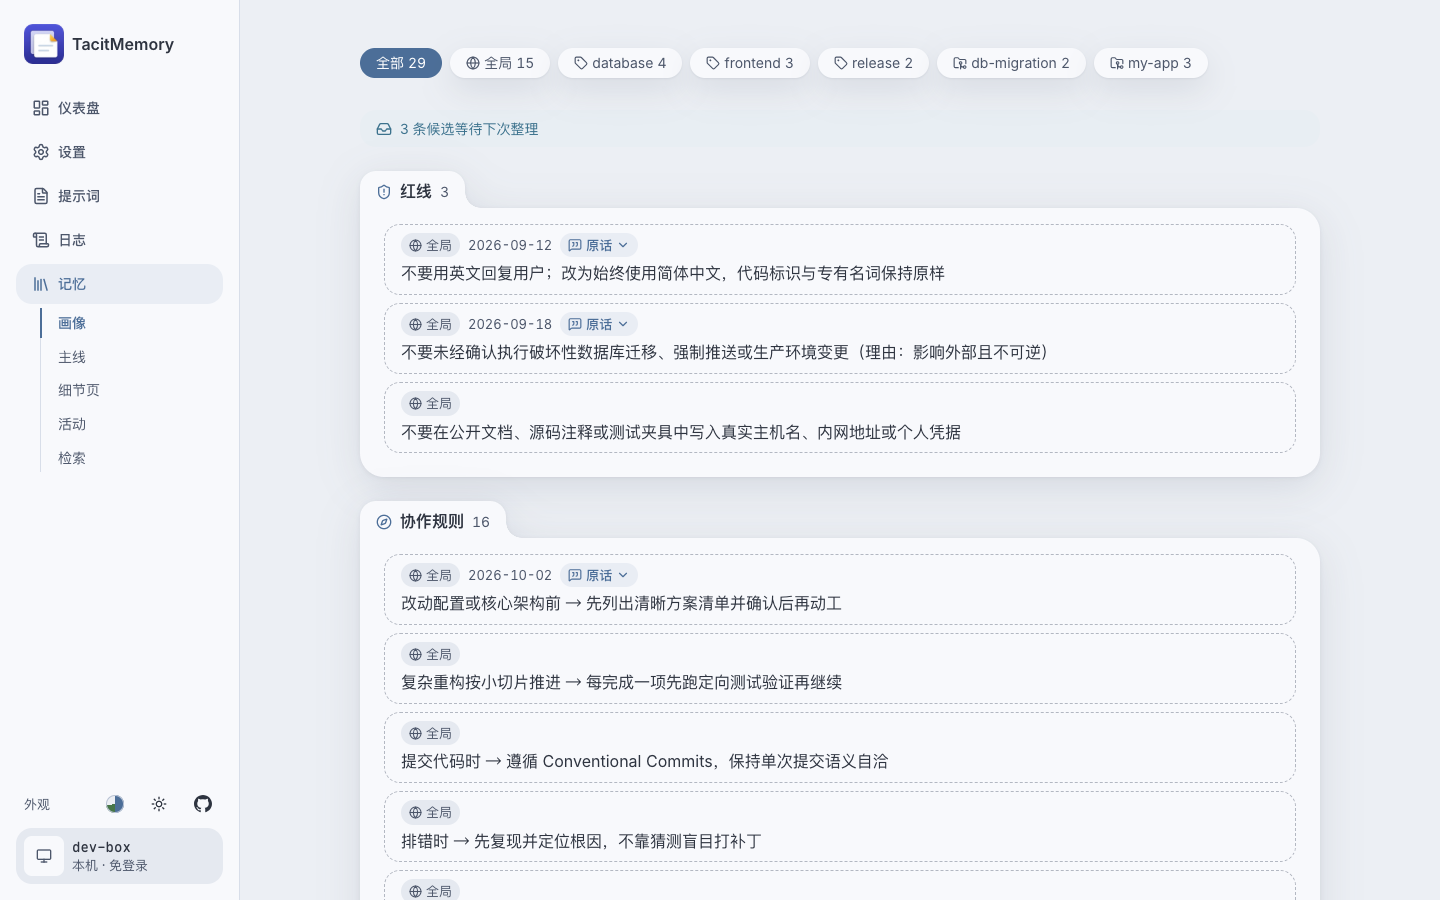 TacitMemory
仪表盘
设置
提示词
日志
记忆
画像
主线
细节页
活动
检索
外观
dev-box
本机 · 免登录
全部 29
全局 15
database 4
frontend 3
release 2
db-migration 2
my-app 3
3 条候选等待下次整理
红线 3
全局 2026-09-12 原话
不要用英文回复用户；改为始终使用简体中文，代码标识与专有名词保持原样
全局 2026-09-18 原话
不要未经确认执行破坏性数据库迁移、强制推送或生产环境变更（理由：影响外部且不可逆）
全局
不要在公开文档、源码注释或测试夹具中写入真实主机名、内网地址或个人凭据
协作规则 16
全局 2026-10-02 原话
改动配置或核心架构前 → 先列出清晰方案清单并确认后再动工
全局
复杂重构按小切片推进 → 每完成一项先跑定向测试验证再继续
全局
提交代码时 → 遵循 Conventional Commits，保持单次提交语义自洽
全局
排错时 → 先复现并定位根因，不靠猜测盲目打补丁
全局